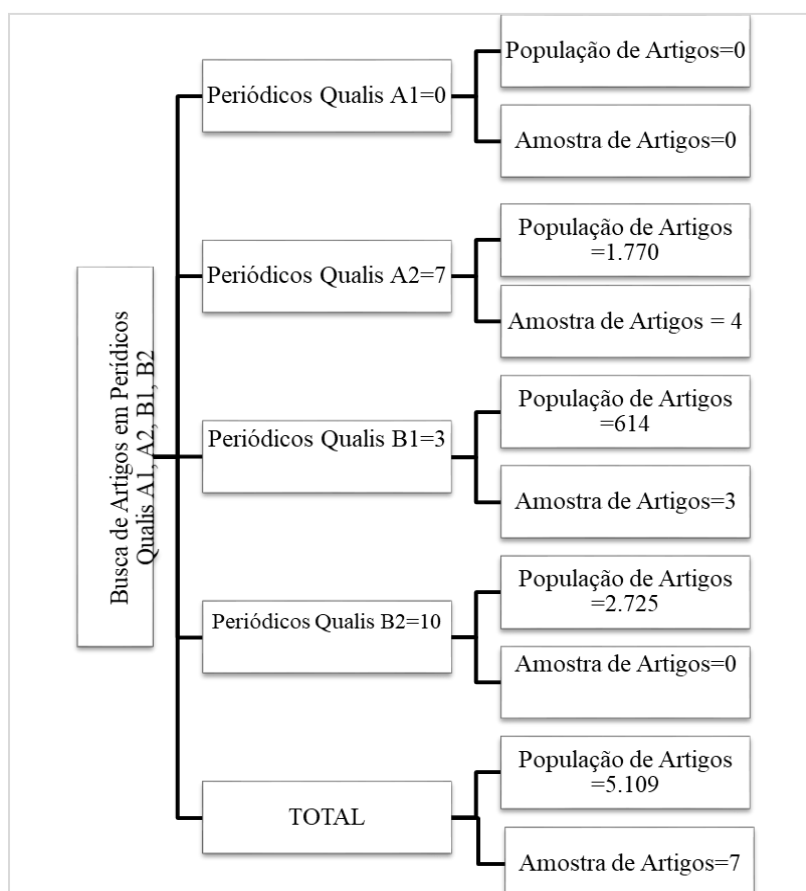 Busca de Artigos em Perídicos
Qualis A1, A2, B1, B2
Periódicos Qualis A1=0
População de Artigos=0
Amostra de Artigos=0
Periódicos Qualis A2=7
População de Artigos
=1.770
Amostra de Artigos = 4
Periódicos Qualis B1=3
População de Artigos
=614
Amostra de Artigos=3
Periódicos Qualis B2=10
População de Artigos
=2.725
Amostra de Artigos=0
TOTAL
População de Artigos
=5.109
Amostra de Artigos=7